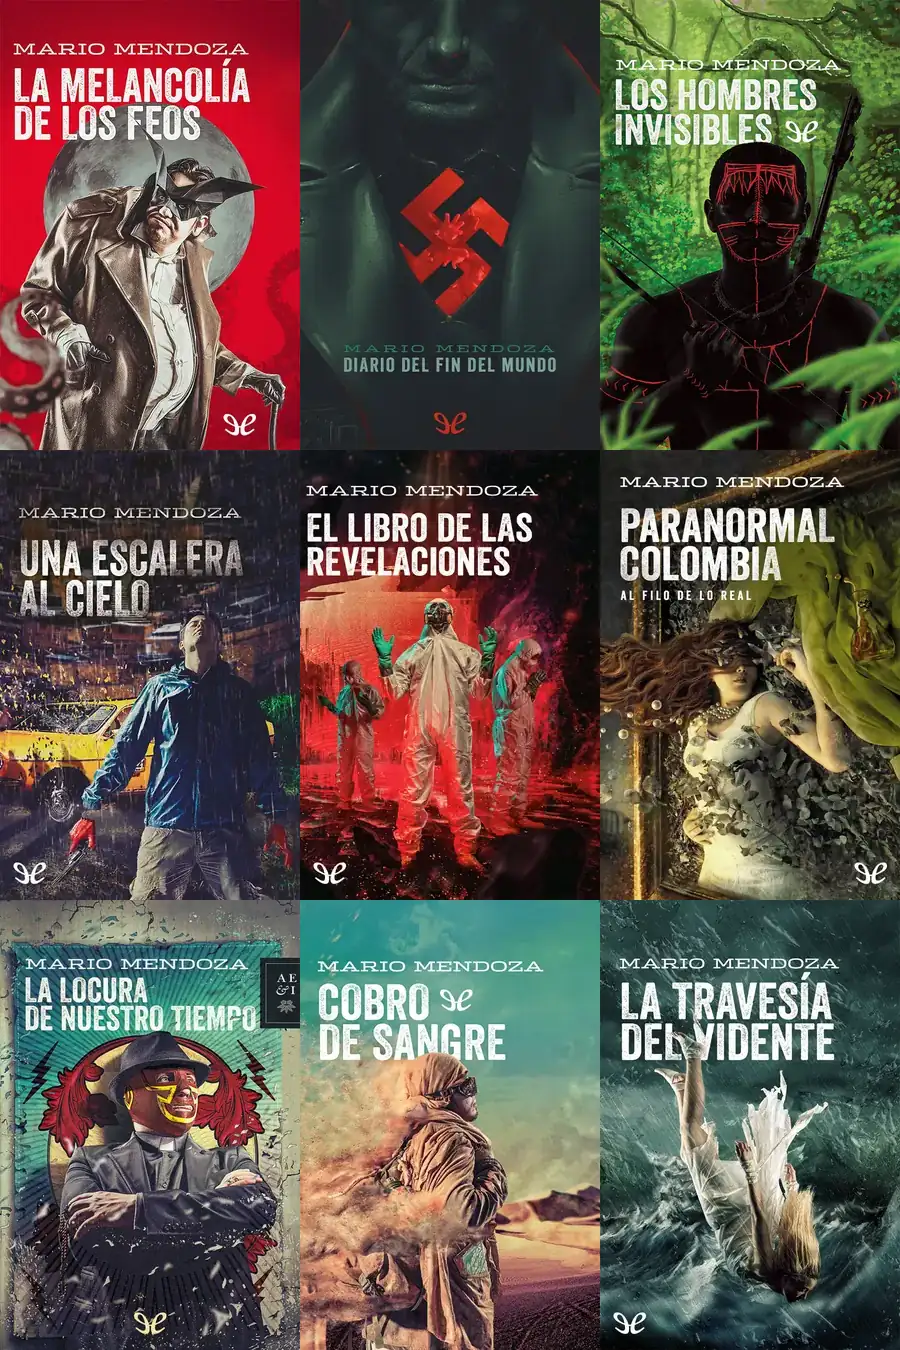 MARIO MENDOZA
LA MELANCOLÍA
DE LOS FEOS
MARIO MENDOZA
DIARIO DEL FIN DEL MUNDO
MARIO MENDOZA
LOS HOMBRES
INVISIBLES
MARIO MENDOZA
UNA ESCALERA
AL CIELO
MARIO MENDOZA
EL LIBRO DE LAS
REVELACIONES
MARIO MENDOZA
PARANORMAL
COLOMBIA
AL FILO DE LO REAL
MARIO MENDOZA
LA LOCURA
DE NUESTRO TIEMPO
AE
&I
MARIO MENDOZA
COBRO
DE SANGRE
MARIO MENDOZA
LA TRAVESÍA
DEL VIDENTE